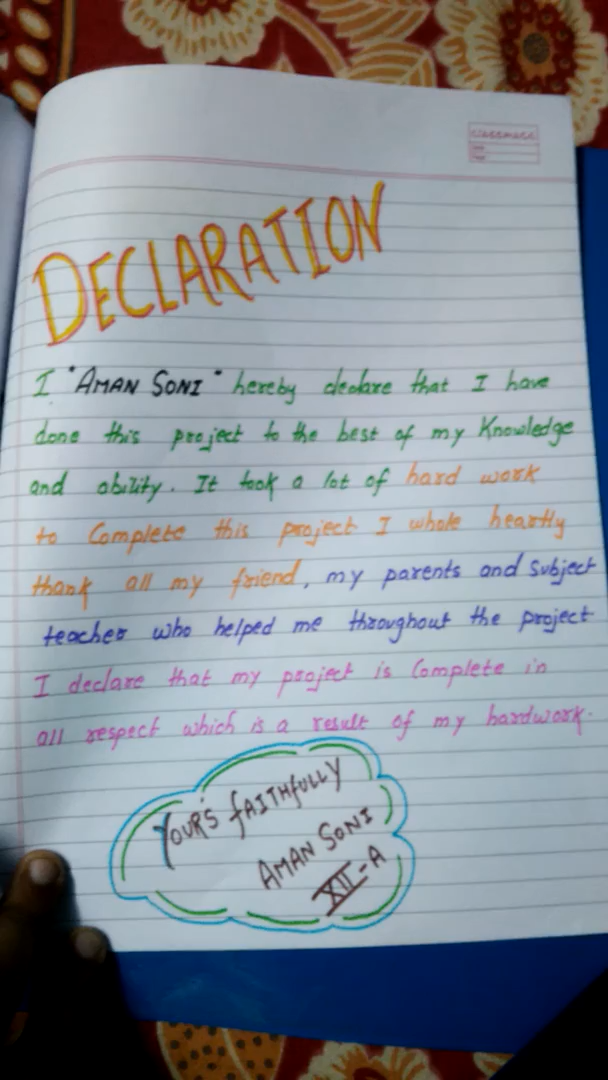 classmate
DECLARATION
I "AMAN SONI" hereby declare that I have
done this project to the best of my Knowledge
and ability. It took a lot of hard work
to Complete this project I whole heartly
thank all my friend, my parents and Subject
teacher who helped me throughout the project
I declare that my project is Complete in
all respect which is a result of my hardwork.
YOUR'S FAITHFULLY
AMAN SONI
XII-A